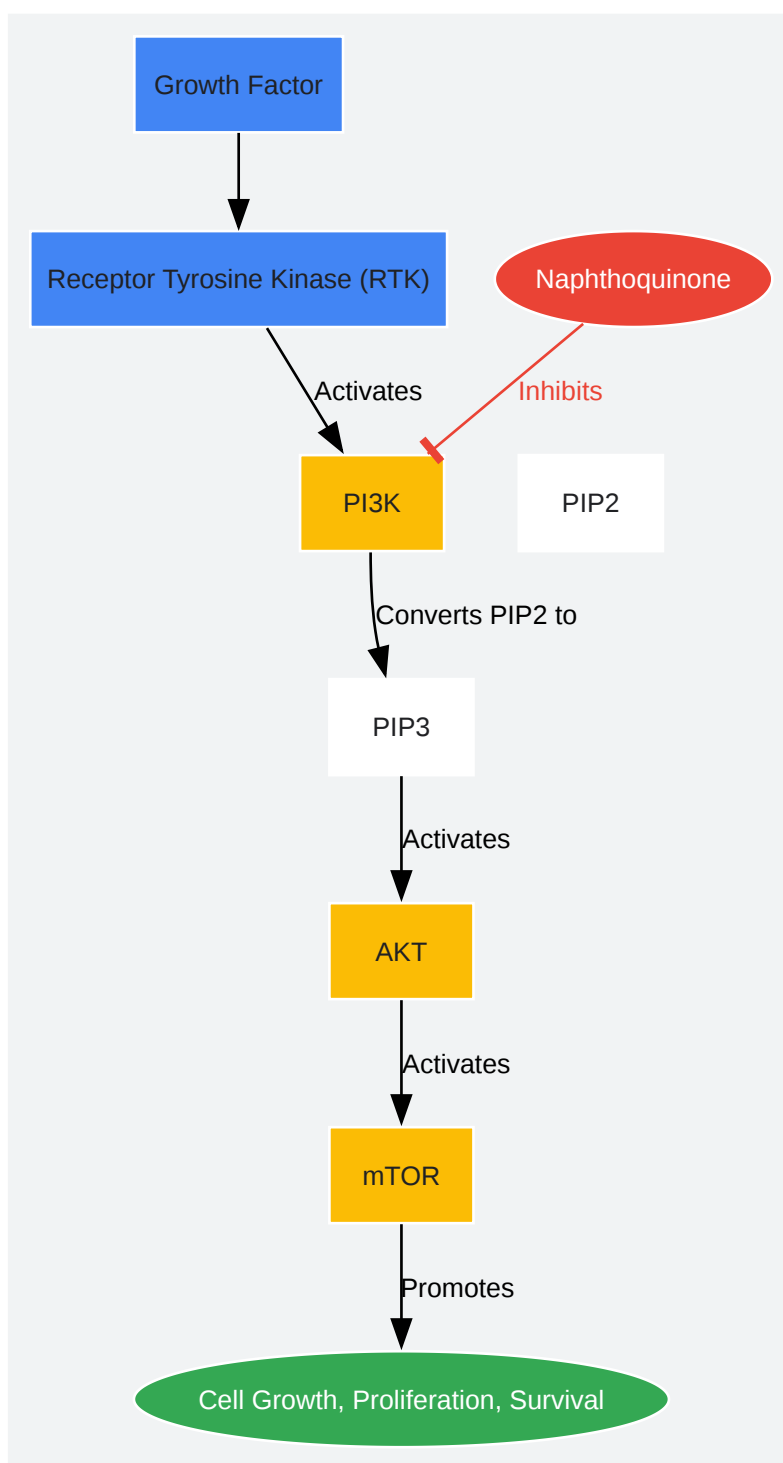 Growth Factor
Receptor Tyrosine Kinase (RTK)
Naphthoquinone
Activates
Inhibits
PI3K
PIP2
Converts PIP2 to
PIP3
Activates
AKT
Activates
mTOR
Promotes
Cell Growth, Proliferation, Survival